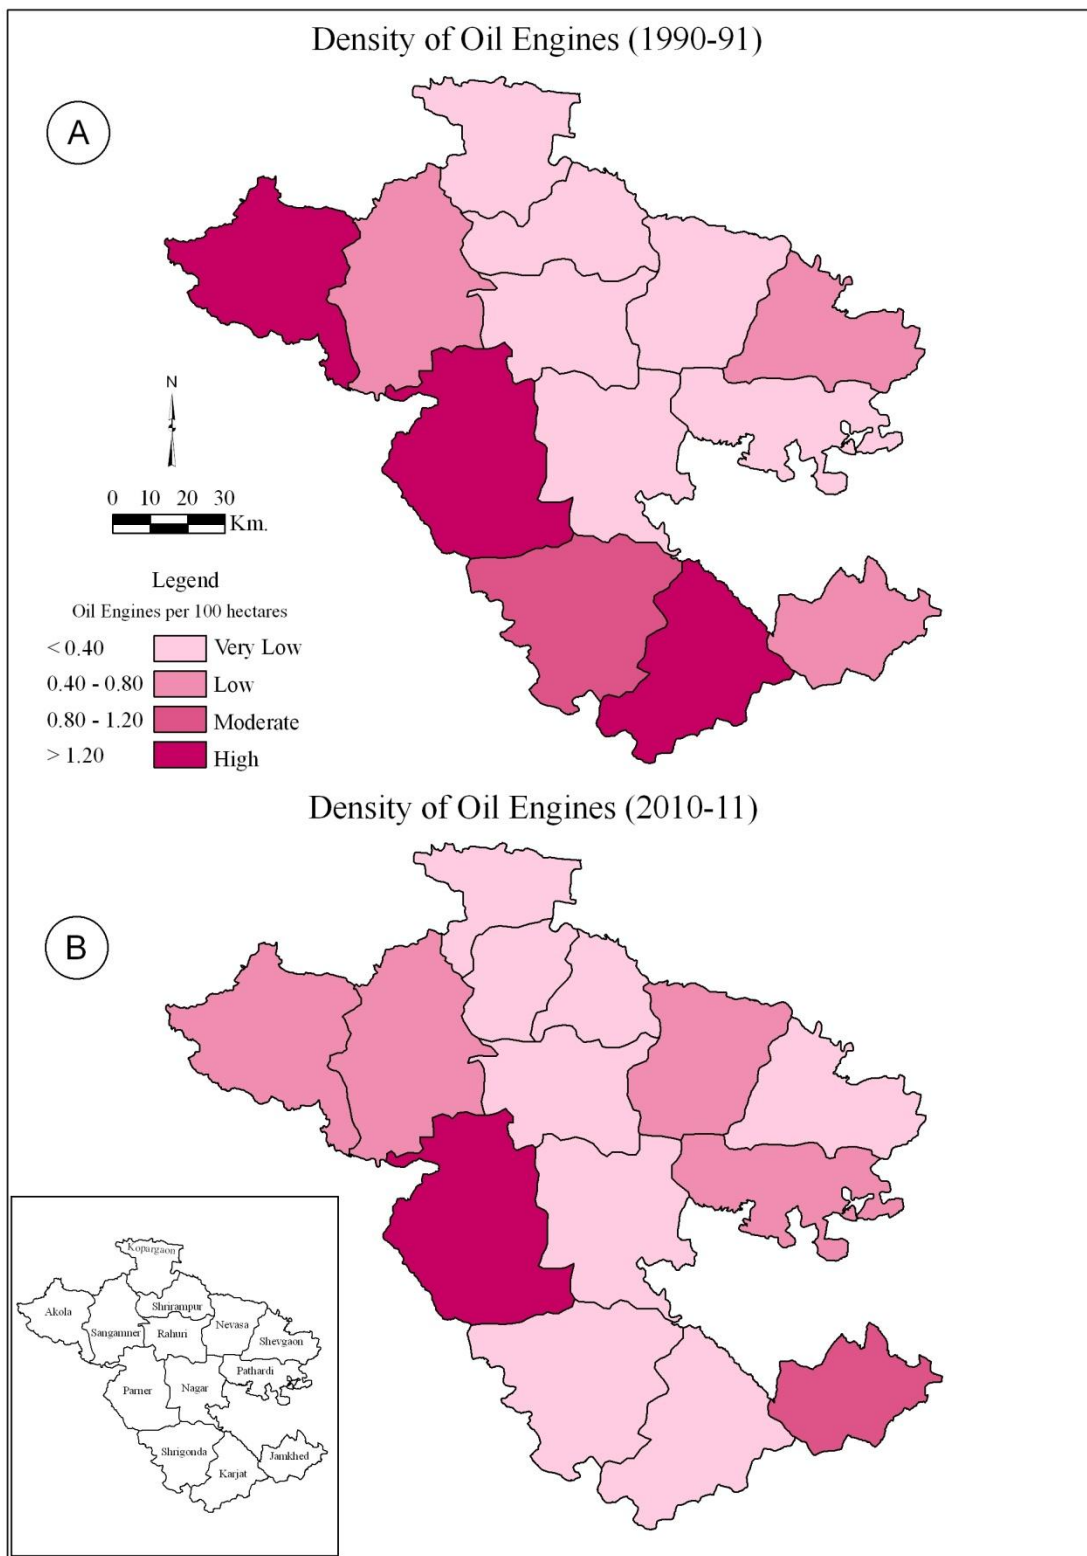 Density of Oil Engines (1990-91)
A
N
0 10 20 30
Km.
Legend
Oil Engines per 100 hectares
< 0.40 Very Low
0.40 - 0.80 Low
0.80 - 1.20 Moderate
> 1.20 High
Density of Oil Engines (2010-11)
B
Kopargaon
Akola
Shrirampur
Sangamner
Rahuri
Nevasa
Shevgaon
Pathardi
Parner
Nagar
Shrigonda
Jamkhed
Karjat